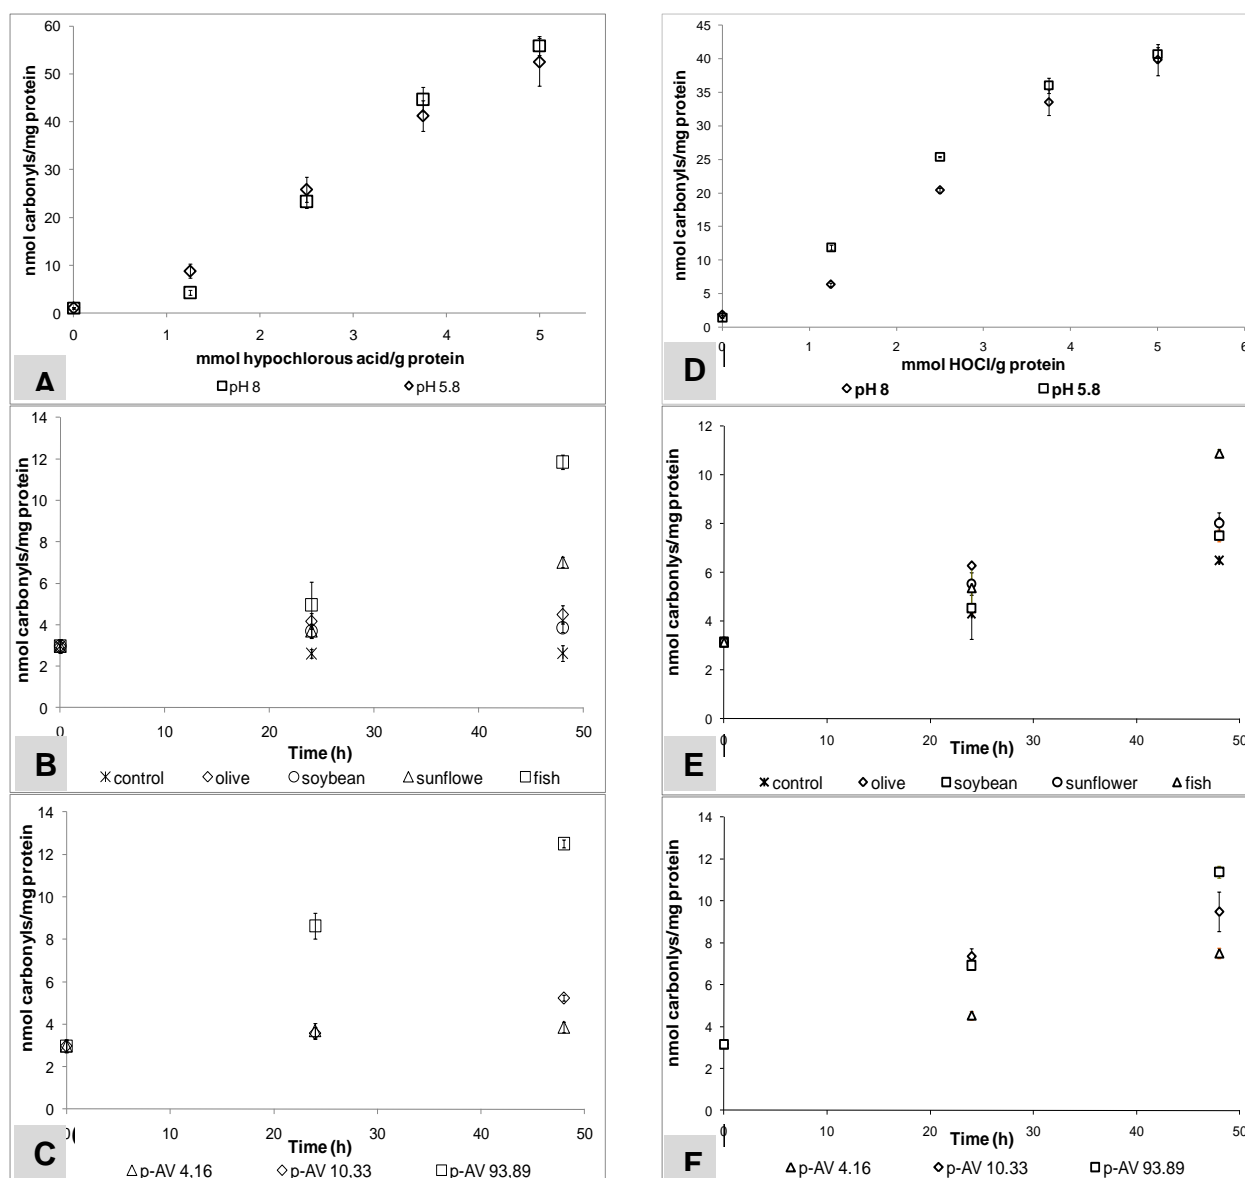 60
50
40
30
20
10
0
0 1 2 3 4 5
nmol carbonyls/mg protein
mmol hypochlorous acid/g protein
A
pH 8 pH 5.8
45
40
35
30
25
20
15
10
5
0
0 1 2 3 4 5 6
nmol carbonyls/mg protein
mmol HOCl/g protein
D
pH 8 pH 5.8
14
12
10
8
6
4
2
0
0 10 20 30 40 50
nmol carbonyls/mg protein
Time (h)
B
control olive soybean sunflowe fish
12
10
8
6
4
2
0
0 10 20 30 40 50
nmol carbonlys/mg protein
Time (h)
E
control olive soybean sunflower fish
14
12
10
8
6
4
2
0
0 10 20 30 40 50
nmol carbonyls/mg protein
Time (h)
C
p-AV 4,16 p-AV 10,33 p-AV 93,89
14
12
10
8
6
4
2
0
0 10 20 30 40 50
nmol carbonlys/mg protein
Time (h)
F
p-AV 4.16 p-AV 10.33 p-AV 93.89